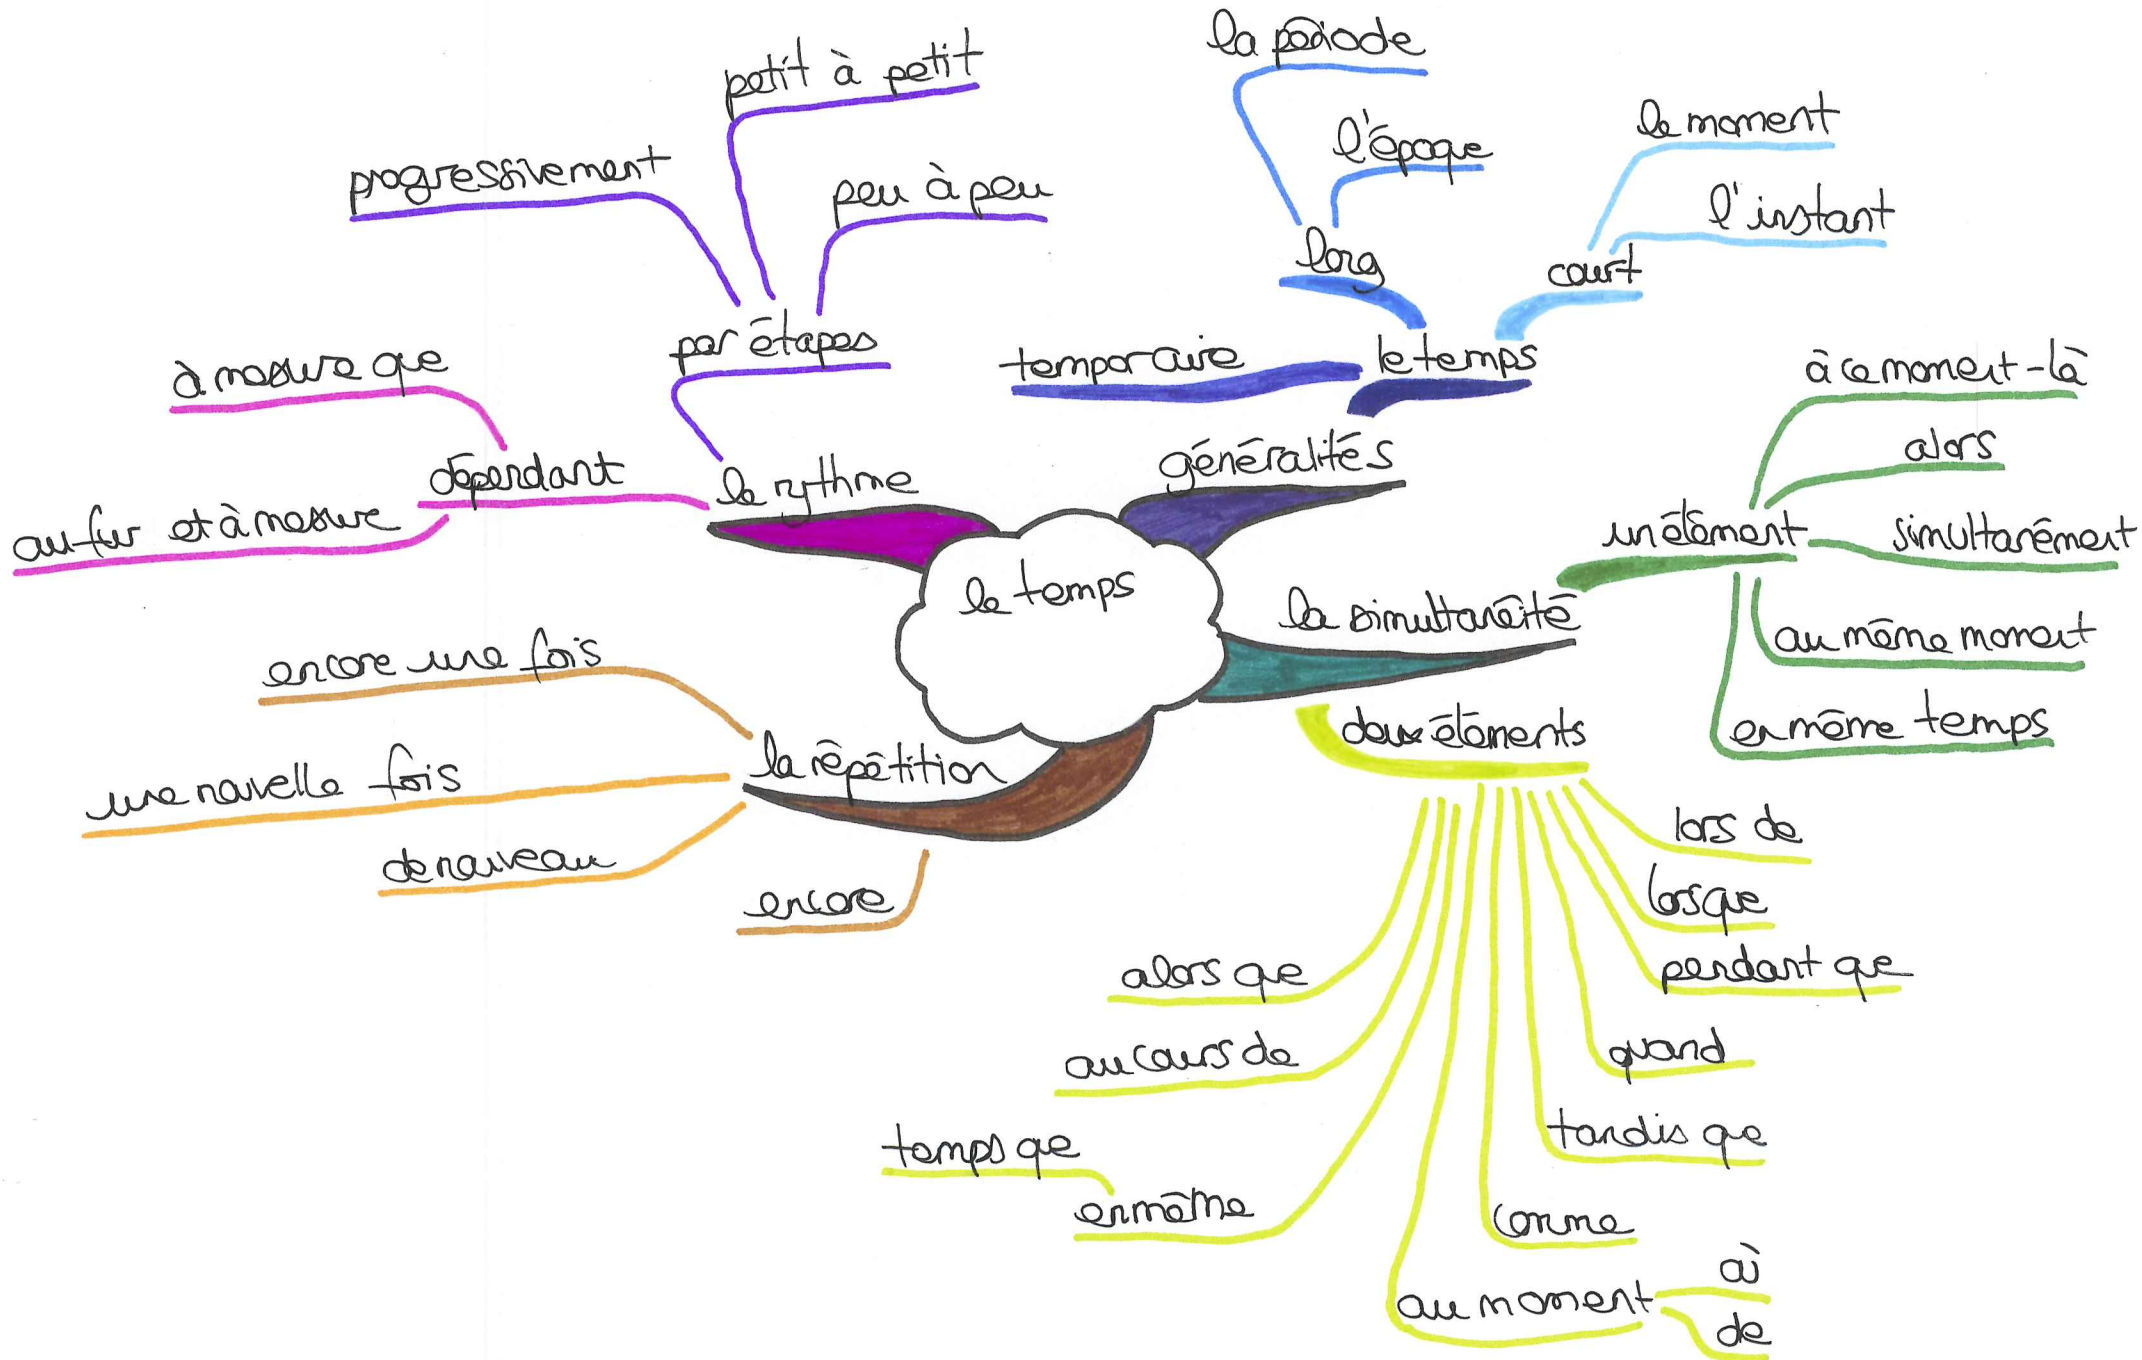 le temps
généralités
le temps
temporaire
long
la période
l'époque
court
le moment
l'instant
la simultanéité
un élément
à ce moment-là
alors
simultanément
au même moment
en même temps
deux éléments
lors de
lorsque
pendant que
quand
tandis que
comme
au moment
où
de
en même
temps que
au cours de
alors que
la répétition
encore
de nouveau
une nouvelle fois
encore une fois
le rythme
dépendant
au fur et à mesure
à mesure que
par étapes
progressivement
petit à petit
peu à peu